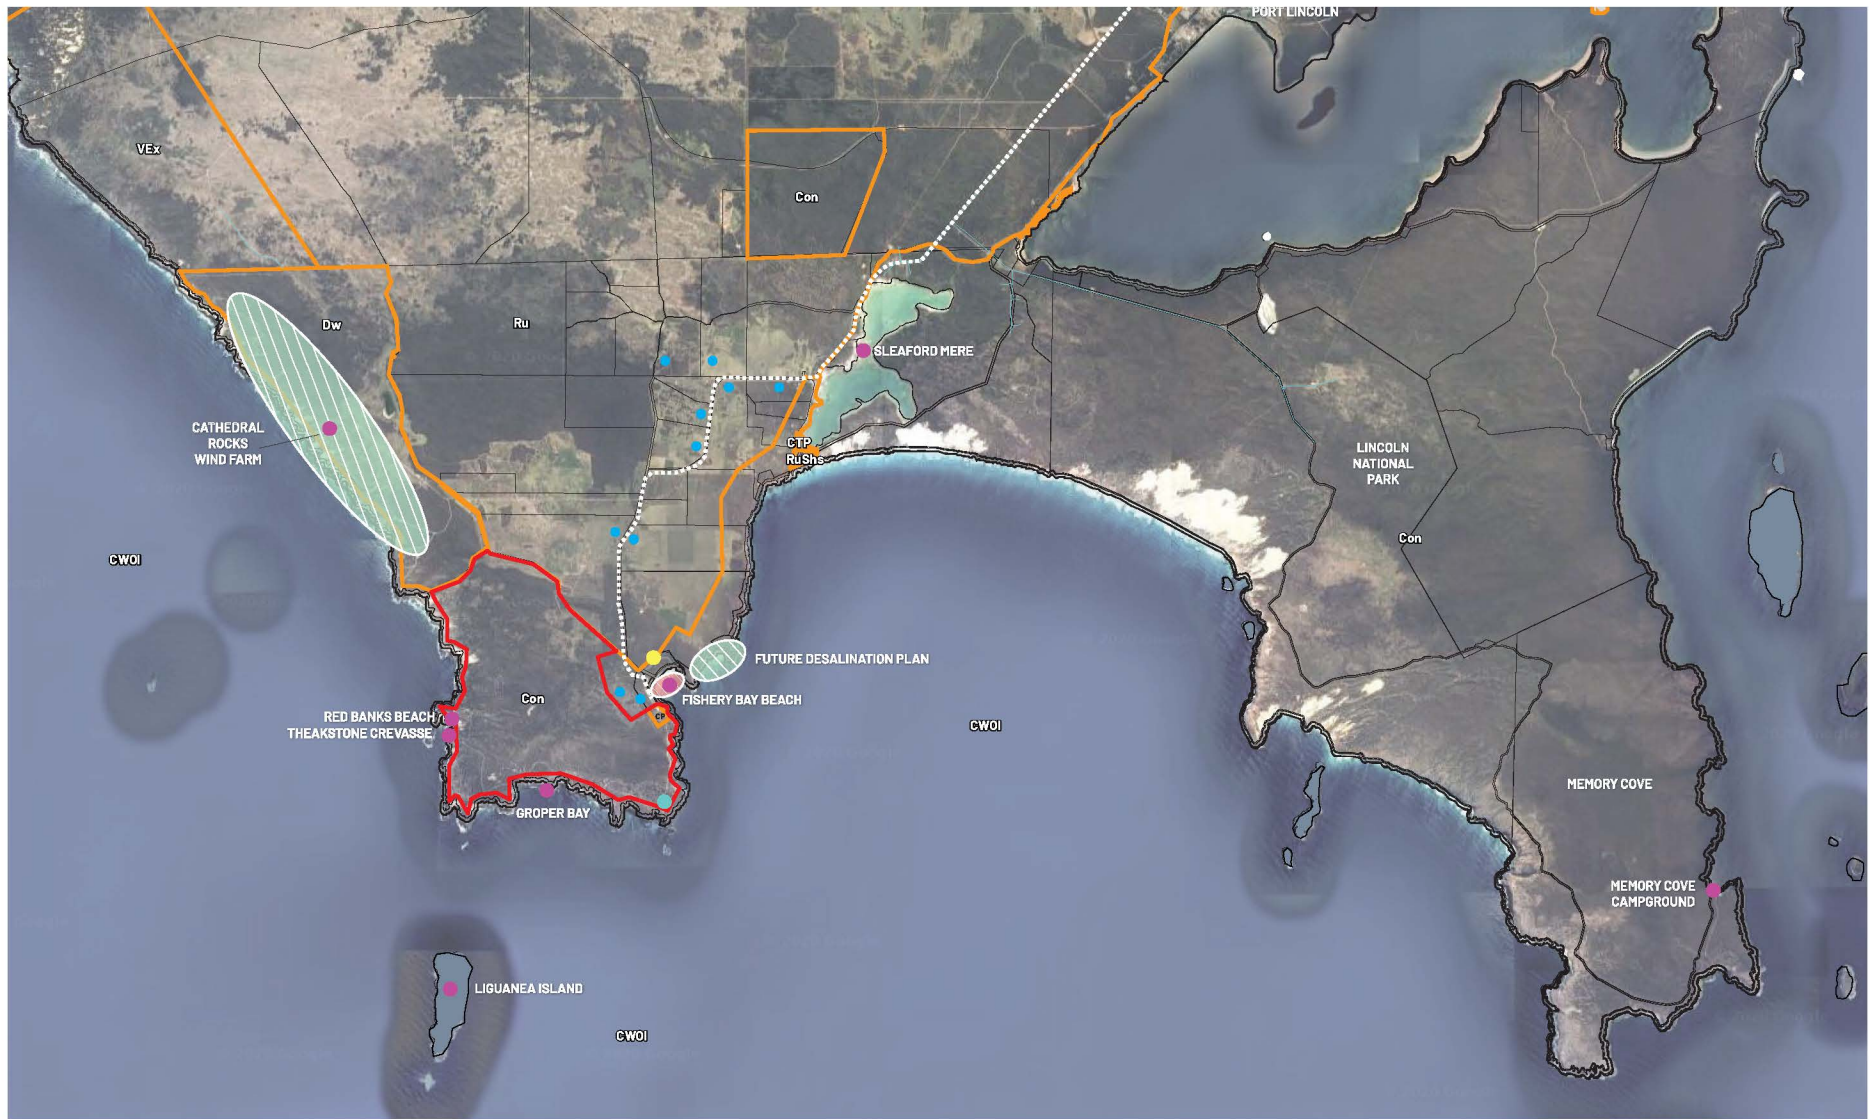 PORT LINCOLN
VEx
Con
Dw
Ru
SLEAFORD MERE
CATHEDRAL
ROCKS
WIND FARM
CTP
RuShs
LINCOLN
NATIONAL
PARK
Con
CWOI
FUTURE DESALINATION PLAN
Con
FISHERY BAY BEACH
CP
RED BANKS BEACH
THEAKSTONE CREVASSE
CWOI
MEMORY COVE
GROPER BAY
MEMORY COVE
CAMPGROUND
LIGUANEA ISLAND
CWOI